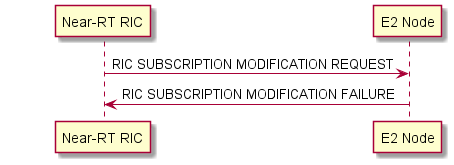 Near-RT RIC
E2 Node
RIC SUBSCRIPTION MODIFICATION REQUEST
RIC SUBSCRIPTION MODIFICATION FAILURE
Near-RT RIC
E2 Node